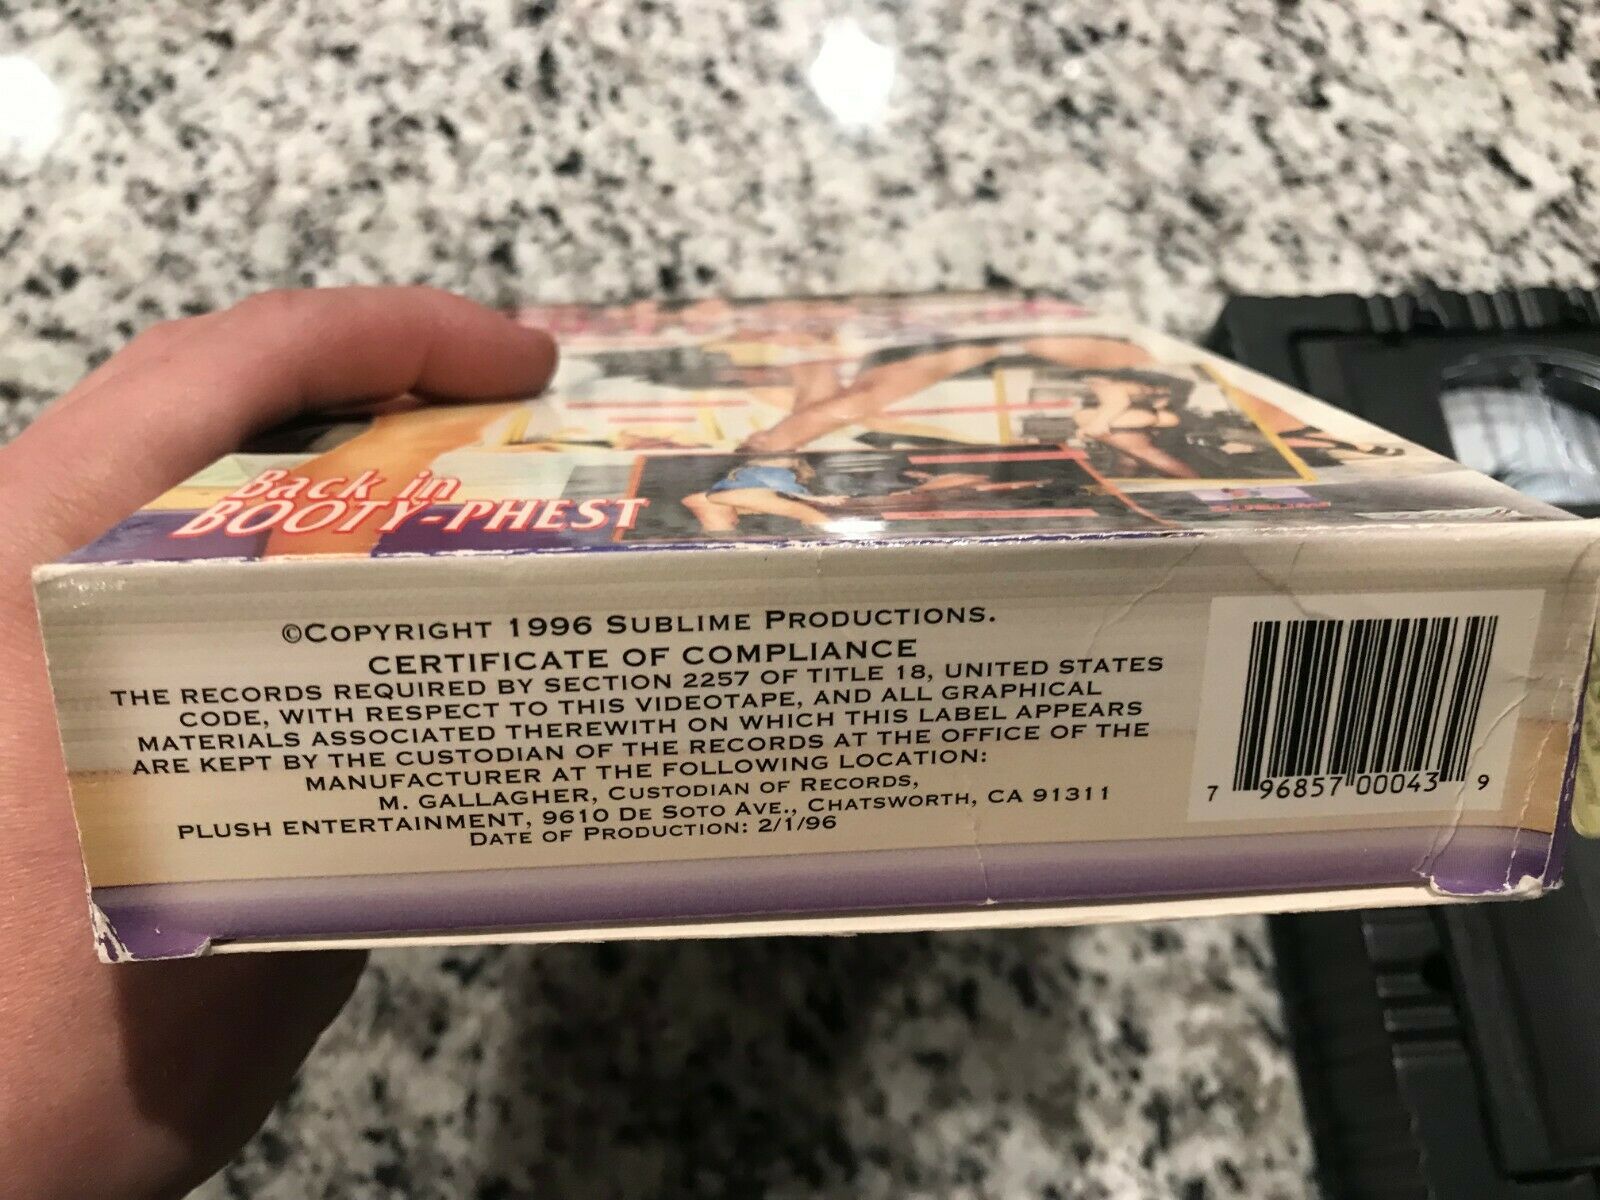 Back in
BOOTY-PHEST
SUBLIME
©COPYRIGHT 1996 SUBLIME PRODUCTIONS.
CERTIFICATE OF COMPLIANCE
THE RECORDS REQUIRED BY SECTION 2257 OF TITLE 18, UNITED STATES
CODE, WITH RESPECT TO THIS VIDEOTAPE, AND ALL GRAPHICAL
MATERIALS ASSOCIATED THEREWITH ON WHICH THIS LABEL APPEARS
ARE KEPT BY THE CUSTODIAN OF THE RECORDS AT THE OFFICE OF THE
MANUFACTURER AT THE FOLLOWING LOCATION:
M. GALLAGHER, CUSTODIAN OF RECORDS,
PLUSH ENTERTAINMENT, 9610 DE SOTO AVE., CHATSWORTH, CA 91311
DATE OF PRODUCTION: 2/1/96
7 96857 00043 9